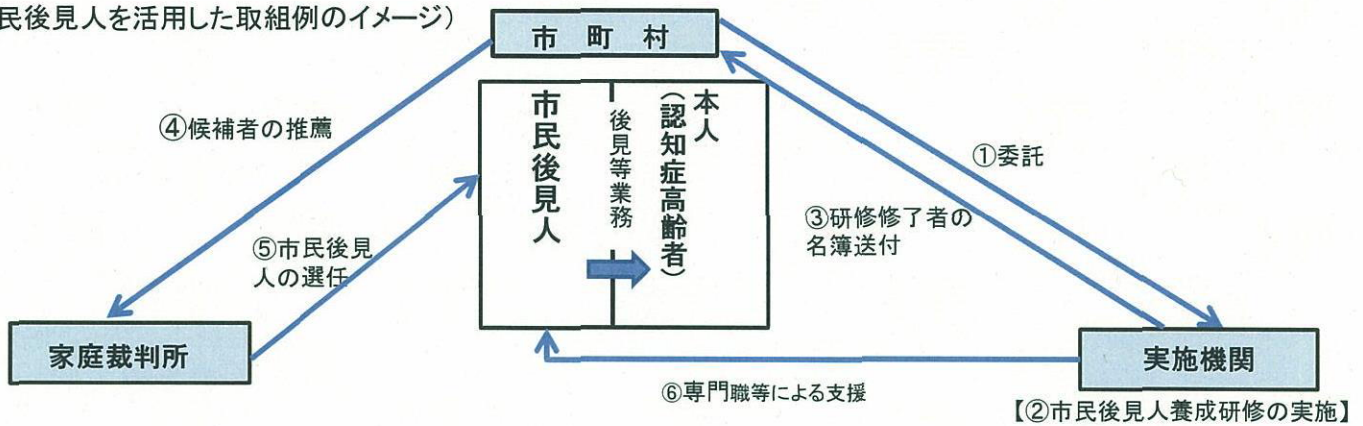 民後見人を活用した取組例のイメージ）
市町村
④候補者の推薦
①委託
市民後見人
後見等業務
本人
（認知症高齢者）
③研修修了者の
名簿送付
⑤市民後見
人の選任
家庭裁判所
実施機関
⑥専門職等による支援
【②市民後見人養成研修の実施】